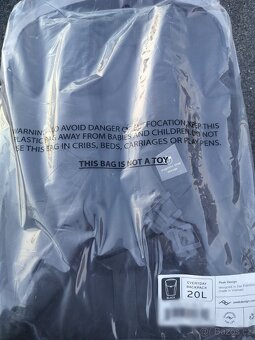 WARNING: TO AVOID DANGER OF SUFFOCATION, KEEP THIS
PLASTIC BAG AWAY FROM BABIES AND CHILDREN. DO NOT
USE THIS BAG IN CRIBS, BEDS, CARRIAGES OR PLAY PENS.
THIS BAG IS NOT A TOY
EVERYDAY
BACKPACK
20L
Peak Design